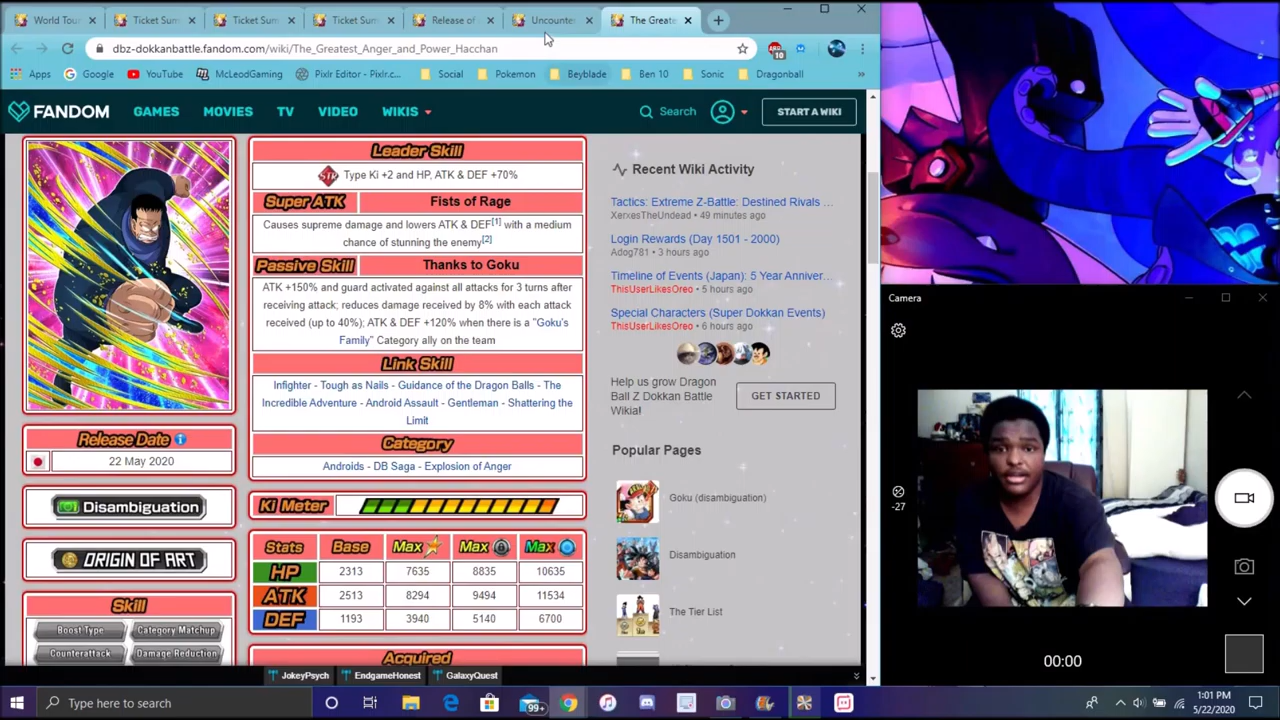 World Tour
Ticket Sum
Ticket Sum
Ticket Sum
Release of
Uncounter
The Greate
dbz-dokkanbattle.fandom.com/wiki/The_Greatest_Anger_and_Power_Hacchan
10
Apps
Google
YouTube
McLeodGaming
Pixlr Editor - Pixlr.c...
Social
Pokemon
Beyblade
Ben 10
Sonic
Dragonball
»
FANDOM
GAMES
MOVIES
TV
VIDEO
WIKIS
Search
START A WIKI
Leader Skill
STR Type Ki +2 and HP, ATK & DEF +70%
Super ATK
Fists of Rage
Causes supreme damage and lowers ATK & DEF[1] with a medium
chance of stunning the enemy[2]
Passive Skill
Thanks to Goku
ATK +150% and guard activated against all attacks for 3 turns after
receiving attack; reduces damage received by 8% with each attack
received (up to 40%); ATK & DEF +120% when there is a "Goku's
Family" Category ally on the team
Link Skill
Infighter - Tough as Nails - Guidance of the Dragon Balls - The
Incredible Adventure - Android Assault - Gentleman - Shattering the
Limit
Category
Androids - DB Saga - Explosion of Anger
Ki Meter
Stats Base Max Max Max
HP 2313 7635 8835 10635
ATK 2513 8294 9494 11534
DEF 1193 3940 5140 6700
Acquired
Release Date
22 May 2020
Disambiguation
ORIGIN OF ART
Skill
Boost Type
Category Matchup
Counterattack
Damage Reduction
Recent Wiki Activity
Tactics: Extreme Z-Battle: Destined Rivals ...
XerxesTheUndead • 49 minutes ago
Login Rewards (Day 1501 - 2000)
Adog781 • 3 hours ago
Timeline of Events (Japan): 5 Year Anniver...
ThisUserLikesOreo • 5 hours ago
Special Characters (Super Dokkan Events)
ThisUserLikesOreo • 6 hours ago
Help us grow Dragon
Ball Z Dokkan Battle
Wikia!
GET STARTED
Popular Pages
Goku (disambiguation)
Disambiguation
The Tier List
JokeyPsych
EndgameHonest
GalaxyQuest
Camera
-27
00:00
Type here to search
99+
1:01 PM
5/22/2020